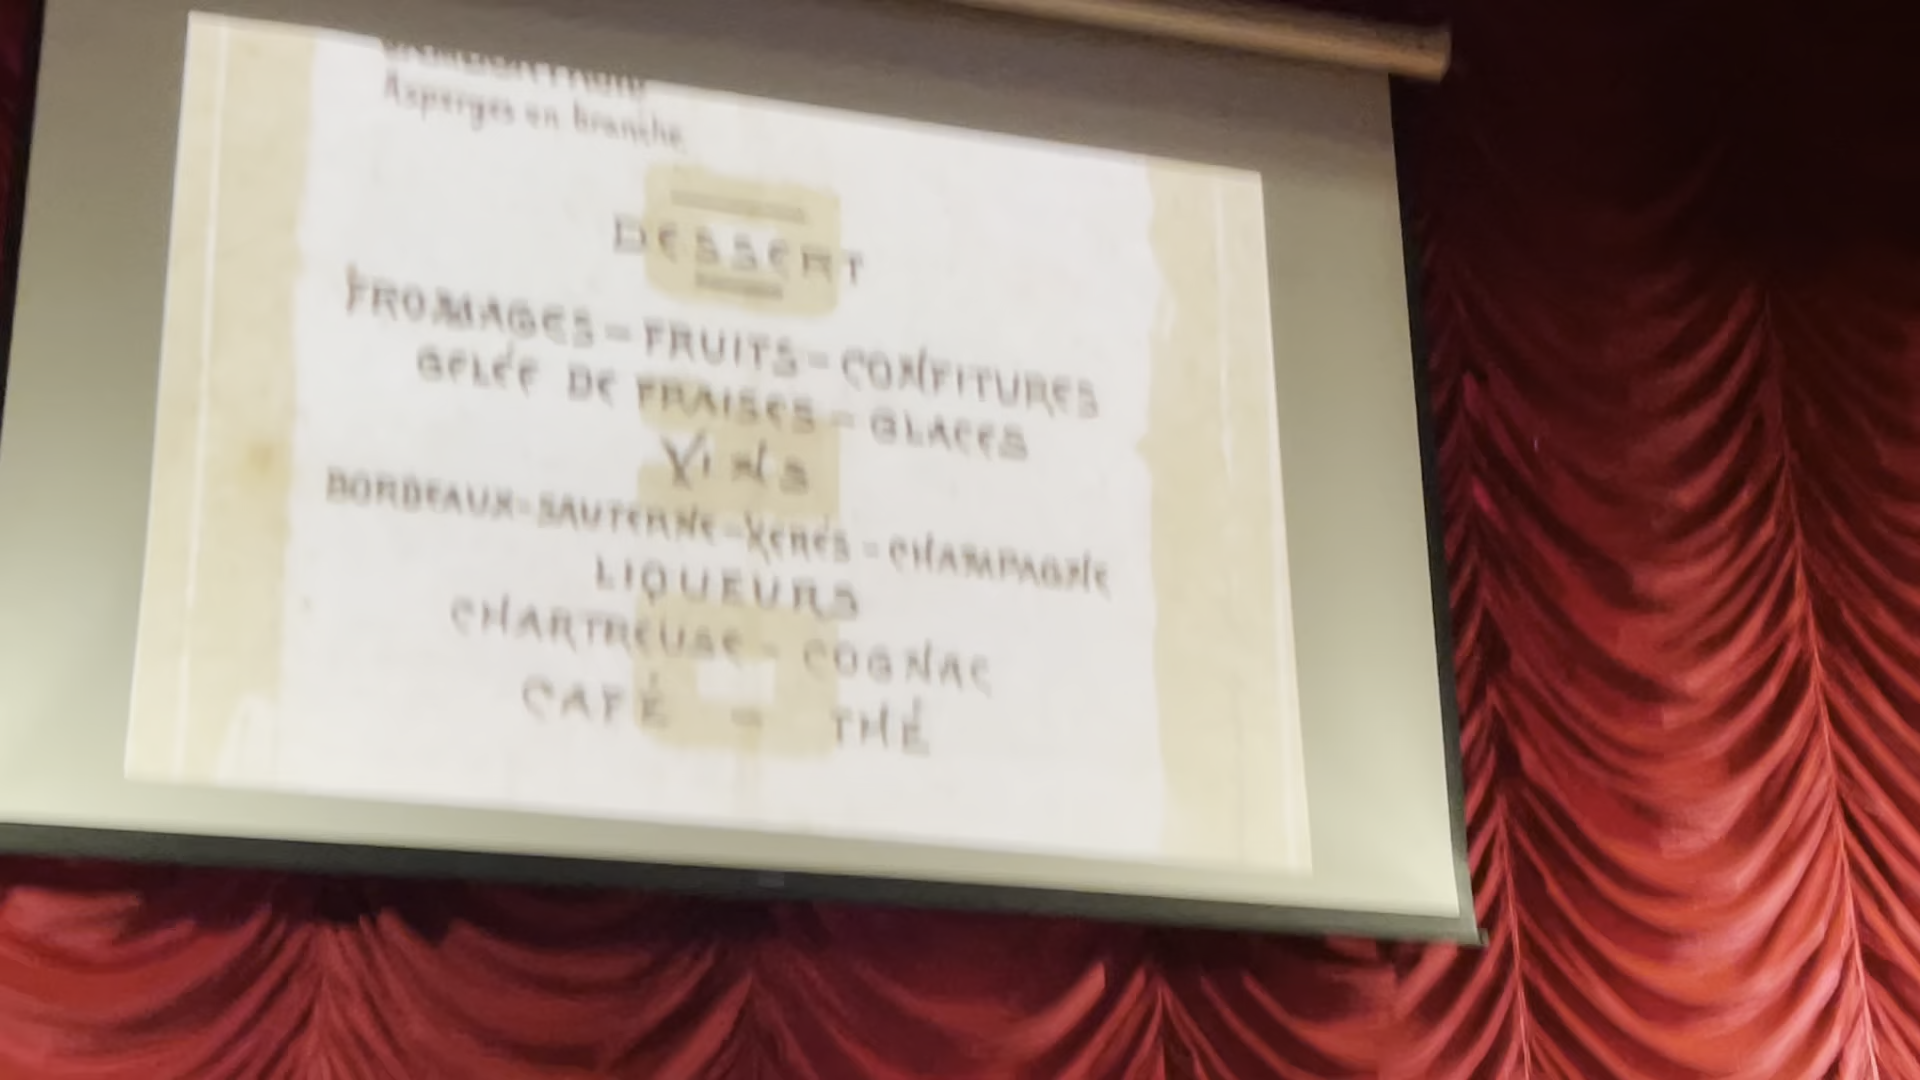 Asperges en branche
DESSERT
FROMAGES - FRUITS - CONFITURES
GELÉE DE FRAISES - GLACES
VINS
BORDEAUX - SAUTERNE - XERÉS - CHAMPAGNE
LIQUEURS
CHARTREUSE - COGNAC
CAFÉ - THÉ